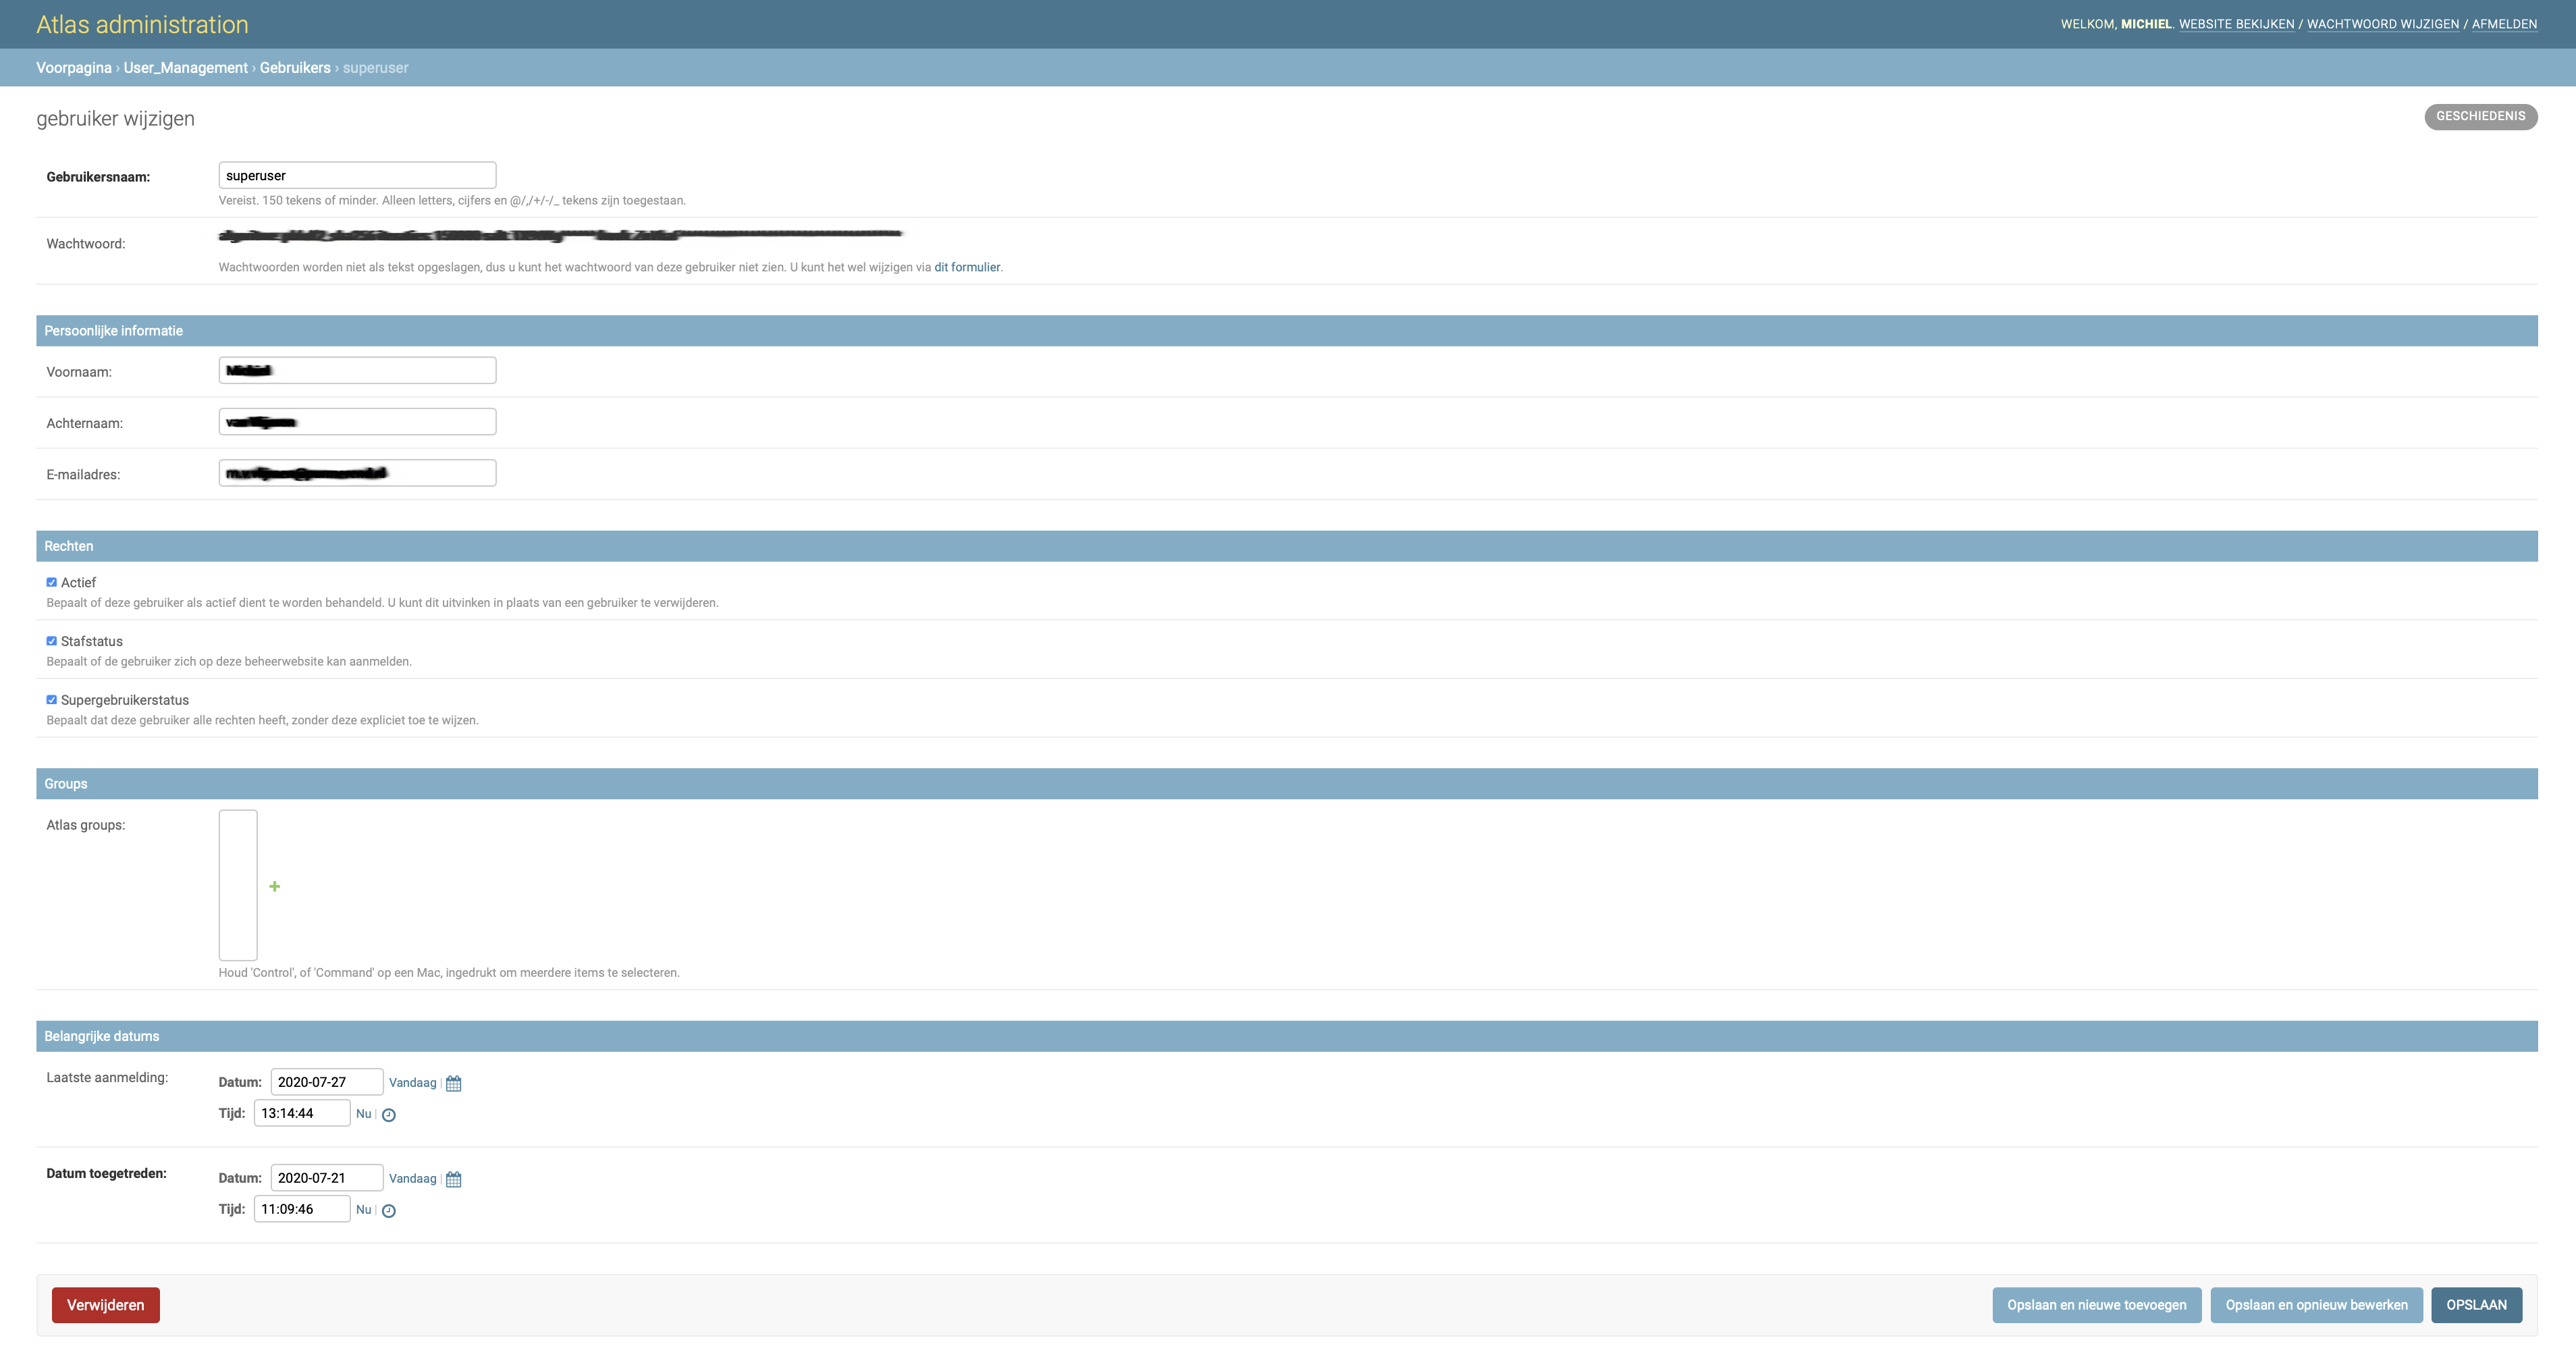 Atlas administration
WELKOM, MICHIEL. WEBSITE BEKIJKEN / WACHTWOORD WIJZIGEN / AFMELDEN
Voorpagina › User_Management › Gebruikers › superuser
gebruiker wijzigen
GESCHIEDENIS
Gebruikersnaam: superuser
Vereist. 150 tekens of minder. Alleen letters, cijfers en @/,/+/-/_ tekens zijn toegestaan.
Wachtwoord:
Wachtwoorden worden niet als tekst opgeslagen, dus u kunt het wachtwoord van deze gebruiker niet zien. U kunt het wel wijzigen via dit formulier.
Persoonlijke informatie
Voornaam:
Achternaam:
E-mailadres:
Rechten
Actief
Bepaalt of deze gebruiker als actief dient te worden behandeld. U kunt dit uitvinken in plaats van een gebruiker te verwijderen.
Stafstatus
Bepaalt of de gebruiker zich op deze beheerwebsite kan aanmelden.
Supergebruikerstatus
Bepaalt dat deze gebruiker alle rechten heeft, zonder deze expliciet toe te wijzen.
Groups
Atlas groups:
Houd 'Control', of 'Command' op een Mac, ingedrukt om meerdere items te selecteren.
Belangrijke datums
Laatste aanmelding: Datum: 2020-07-27 Vandaag |
Tijd: 13:14:44 Nu |
Datum toegetreden: Datum: 2020-07-21 Vandaag |
Tijd: 11:09:46 Nu |
Verwijderen
Opslaan en nieuwe toevoegen
Opslaan en opnieuw bewerken
OPSLAAN